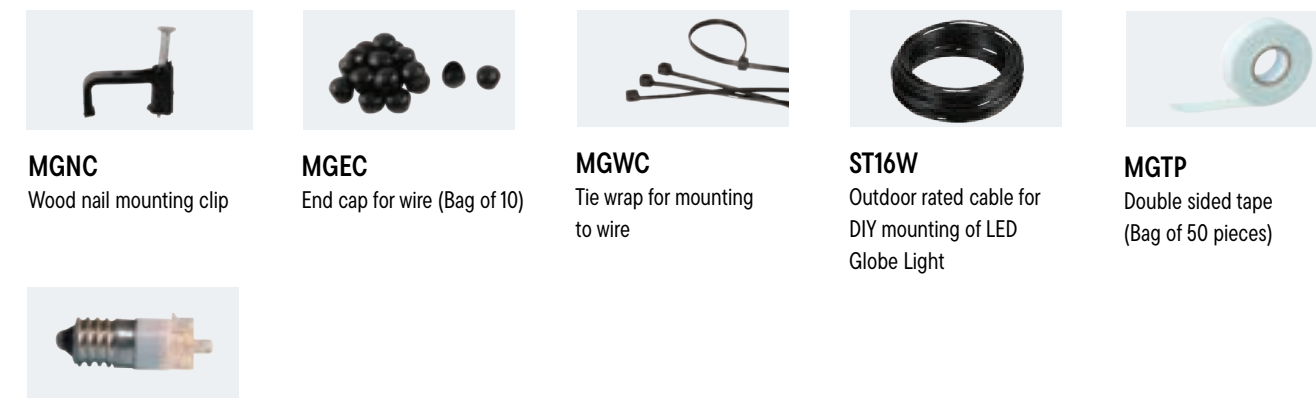 MGNC
Wood nail mounting clip
MGEC
End cap for wire (Bag of 10)
MGWC
Tie wrap for mounting
to wire
ST16W
Outdoor rated cable for
DIY mounting of LED
Globe Light
MGTP
Double sided tape
(Bag of 50 pieces)